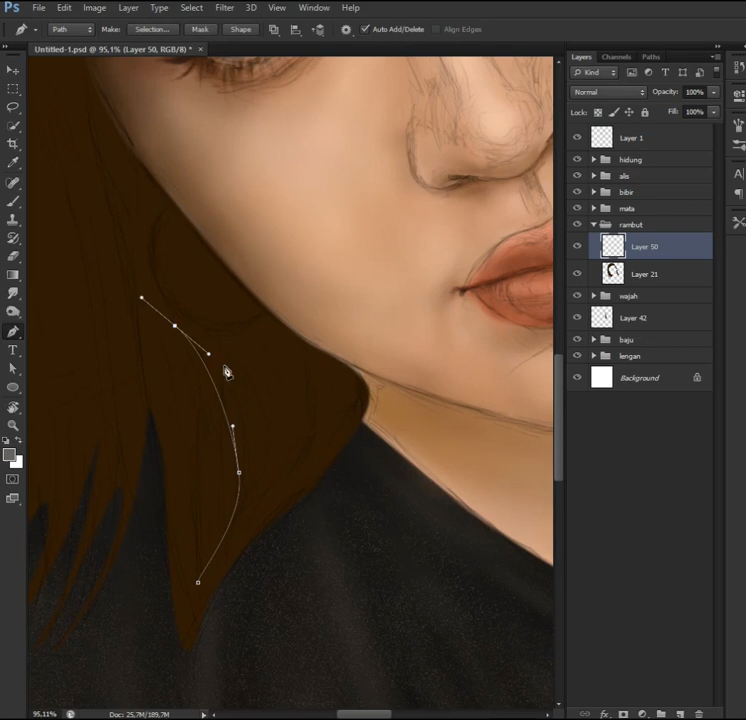 Ps File Edit Image Layer Type Select Filter 3D View Window Help
Path Make: Selection... Mask Shape Auto Add/Delete Align Edges
Untitled-1.psd @ 95,1% (Layer 50, RGB/8) * ×
Layers Channels Paths
Kind
Normal Opacity: 100%
Lock: Fill: 100%
Layer 1
hidung
alis
bibir
mata
rambut
Layer 50
Layer 21
wajah
Layer 42
baju
lengan
Background
95.11% Doc: 25,7M/189,7M